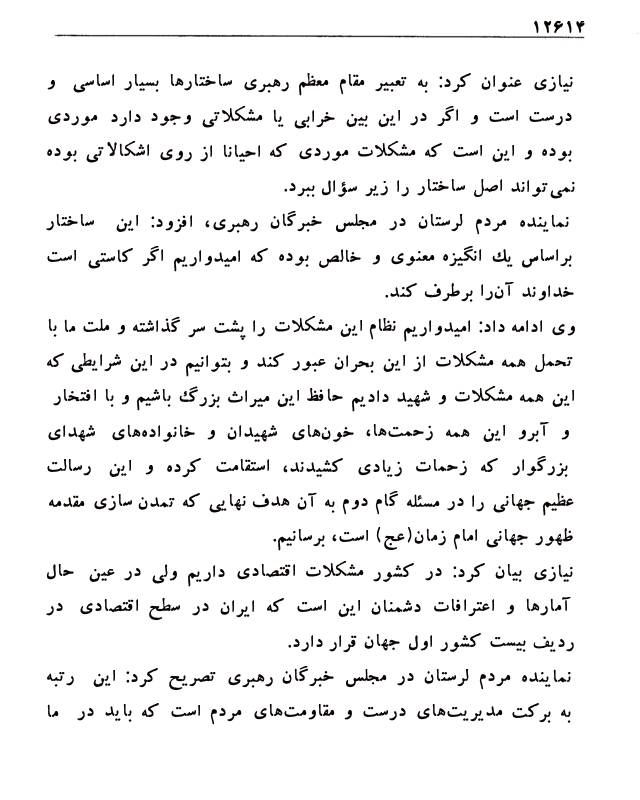 ۱۲۶۱۴
نیازی عنوان کرد: به تعبیر مقام معظم رهبری ساختارها بسیار اساسی و
درست است و اگر در این بین خرابی یا مشکلاتی وجود دارد موردی
بوده و این است که مشکلات موردی که احیانا از روی اشکالاتی بوده
نمی‌تواند اصل ساختار را زیر سؤال ببرد.
نماینده مردم لرستان در مجلس خبرگان رهبری، افزود: این ساختار
براساس یك انگیزه معنوی و خالص بوده که امیدواریم اگر کاستی است
خداوند آن‌را برطرف کند.
وی ادامه داد: امیدواریم نظام این مشکلات را پشت سر گذاشته و ملت ما با
تحمل همه مشکلات از این بحران عبور کند و بتوانیم در این شرایطی که
این همه مشکلات و شهید دادیم حافظ این میراث بزرگ باشیم و با افتخار
و آبرو این همه زحمت‌ها، خون‌های شهیدان و خانواده‌های شهدای
بزرگوار که زحمات زیادی کشیدند، استقامت کرده و این رسالت
عظیم جهانی را در مسئله گام دوم به آن هدف نهایی که تمدن سازی مقدمه
ظهور جهانی امام زمان(عج) است، برسانیم.
نیازی بیان کرد: در کشور مشکلات اقتصادی داریم ولی در عین حال
آمارها و اعترافات دشمنان این است که ایران در سطح اقتصادی در
ردیف بیست کشور اول جهان قرار دارد.
نماینده مردم لرستان در مجلس خبرگان رهبری تصریح کرد: این رتبه
به برکت مدیریت‌های درست و مقاومت‌های مردم است که باید در ما